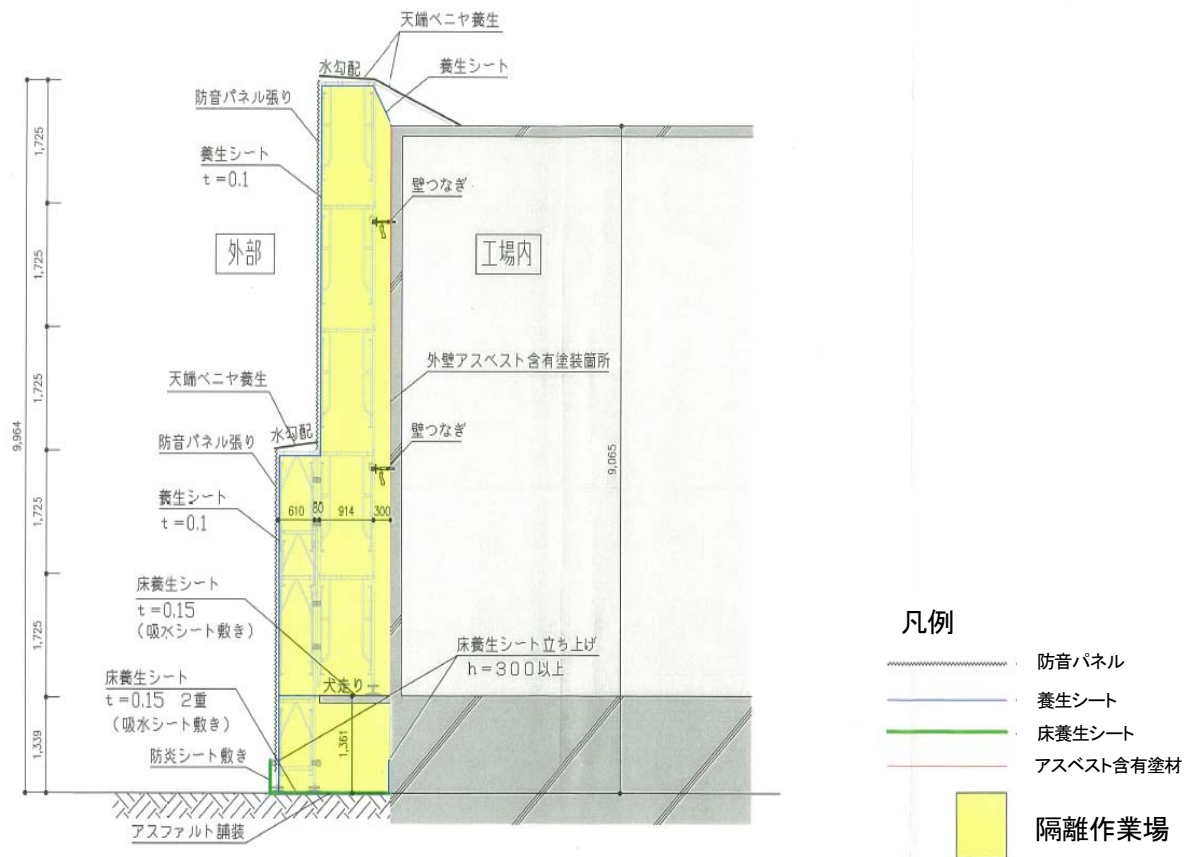 天端ベニヤ養生
水勾配
養生シート
防音パネル張り
養生シート
t=0.1
壁つなぎ
外部
工場内
外壁アスベスト含有塗装箇所
天端ベニヤ養生
水勾配
防音パネル張り
壁つなぎ
養生シート
t=0.1
610
80
914
300
床養生シート
t=0.15
(吸水シート敷き)
床養生シート立ち上げ
h=300以上
床養生シート
t=0.15 2重
(吸水シート敷き)
犬走り
防炎シート敷き
アスファルト舗装
1,725
1,725
1,725
1,725
1,725
1,339
9,964
9,065
1,361
凡例
防音パネル
養生シート
床養生シート
アスベスト含有塗材
隔離作業場